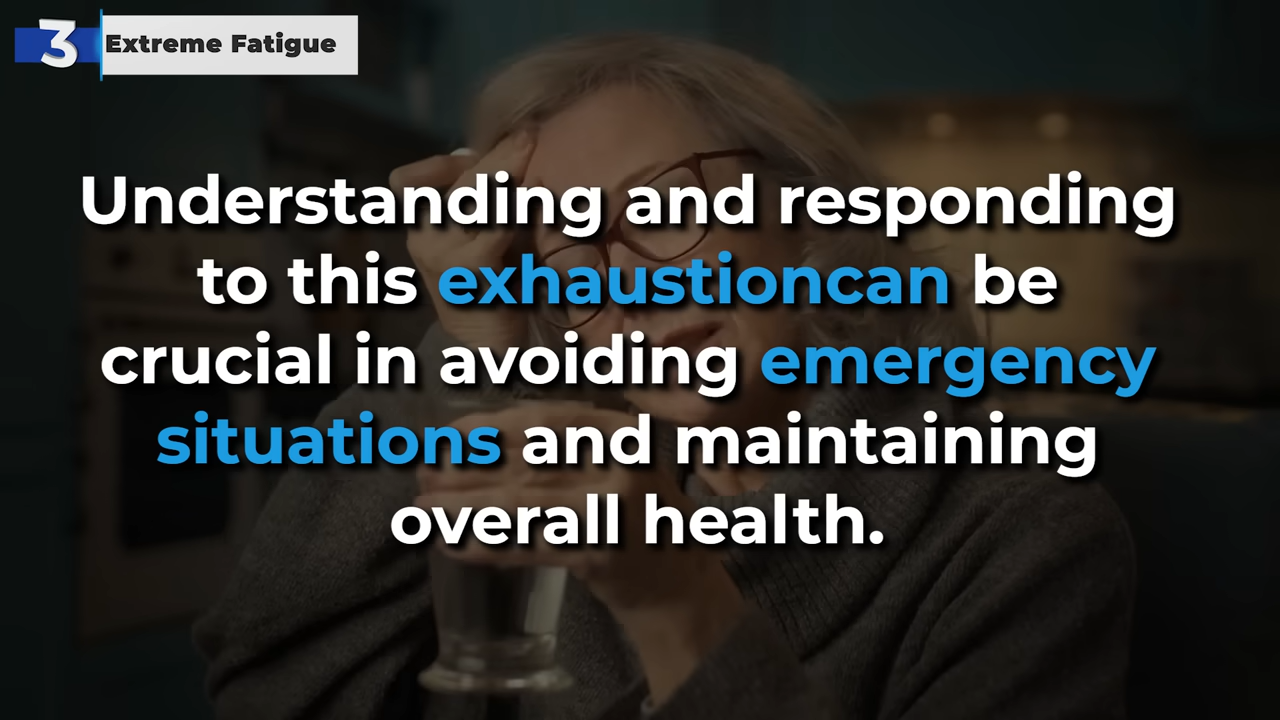 3
Extreme Fatigue
Understanding and responding
to this exhaustioncan be
crucial in avoiding emergency
situations and maintaining
overall health.